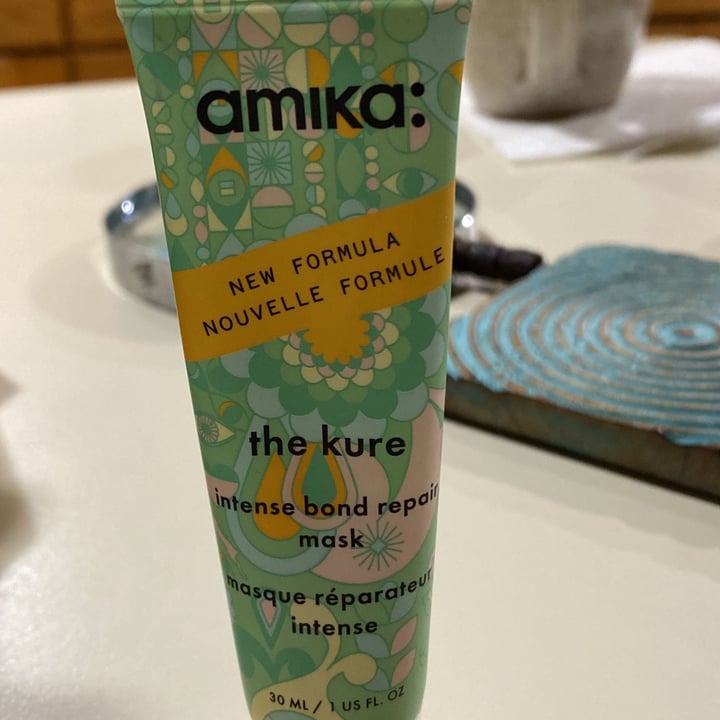 amika:
NEW FORMULA
NOUVELLE FORMULE
the kure
intense bond repair
mask
masque réparateur
intense
30 ML / 1 US FL. OZ